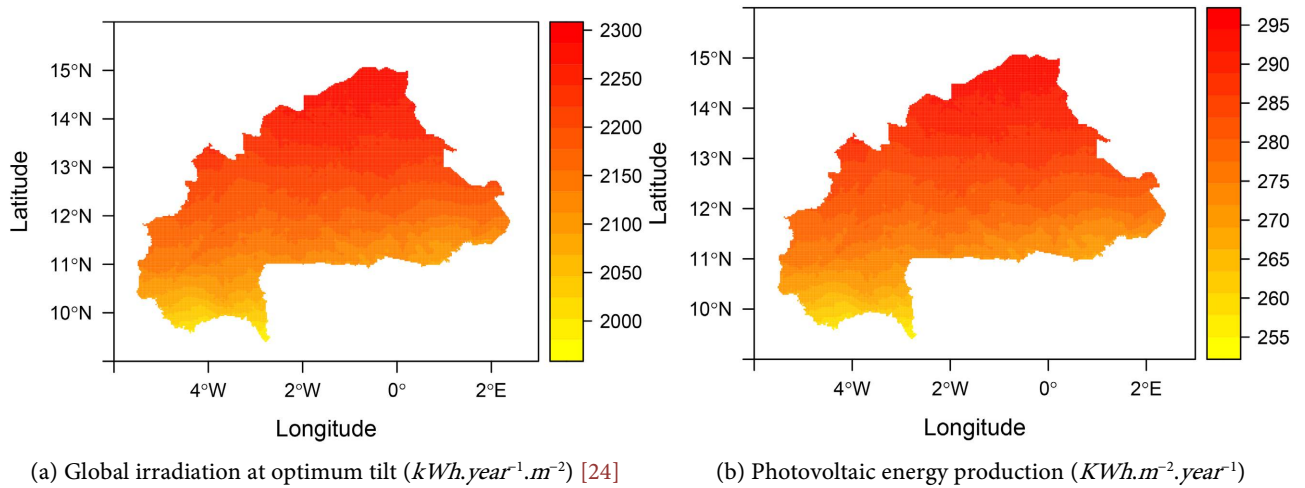 15°N
14°N
13°N
12°N
11°N
10°N
Latitude
4°W
2°W
0°
2°E
Longitude
2300
2250
2200
2150
2100
2050
2000
(a) Global irradiation at optimum tilt (kWh.year⁻¹.m⁻²) [24]
15°N
14°N
13°N
12°N
11°N
10°N
Latitude
4°W
2°W
0°
2°E
Longitude
295
290
285
280
275
270
265
260
255
(b) Photovoltaic energy production (KWh.m⁻².year⁻¹)